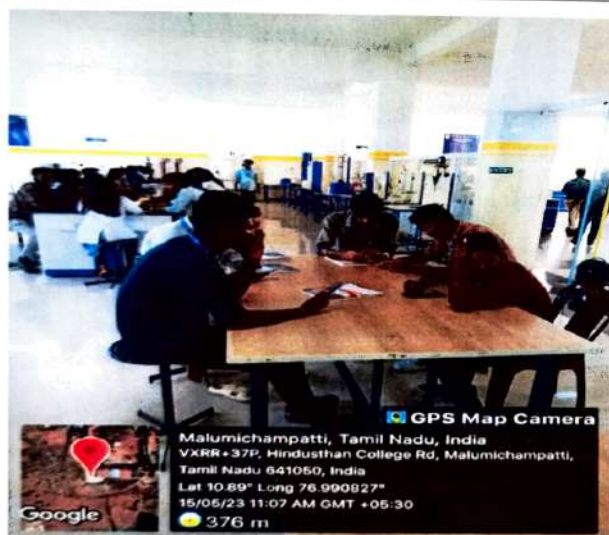 GPS Map Camera
Malumichampatti, Tamil Nadu, India
VXRR+37P, Hindusthan College Rd, Malumichampatti,
Tamil Nadu 641050, India
Lat 10.89° Long 76.990827°
15/05/23 11:07 AM GMT +05:30
376 m
Google